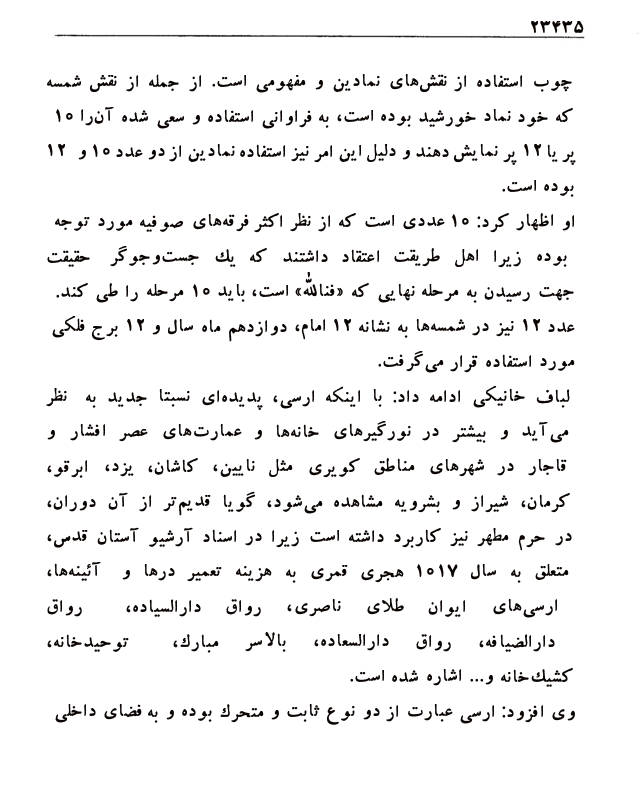 ۲۳۴۳۵
چوب استفاده از نقش‌های نمادین و مفهومی است. از جمله از نقش شمسه
که خود نماد خورشید بوده است، به فراوانی استفاده و سعی شده آن‌را ۱۰
پر یا ۱۲ پر نمایش دهند و دلیل این امر نیز استفاده نمادین از دو عدد ۱۰ و ۱۲
بوده است.
او اظهار کرد: ۱۰ عددی است که از نظر اکثر فرقه‌های صوفیه مورد توجه
بوده زیرا اهل طریقت اعتقاد داشتند که یك جست‌وجوگر حقیقت
جهت رسیدن به مرحله نهایی که «فناﷲ» است، باید ۱۰ مرحله را طی کند.
عدد ۱۲ نیز در شمسه‌ها به نشانه ۱۲ امام، دوازدهم ماه سال و ۱۲ برج فلکی
مورد استفاده قرار می‌گرفت.
لباف خانیکی ادامه داد: با اینکه ارسی، پدیده‌ای نسبتا جدید به نظر
می‌آید و بیشتر در نورگیرهای خانه‌ها و عمارت‌های عصر افشار و
قاجار در شهرهای مناطق کویری مثل نایین، کاشان، یزد، ابرقو،
کرمان، شیراز و بشرویه مشاهده می‌شود، گویا قدیم‌تر از آن دوران،
در حرم مطهر نیز کاربرد داشته است زیرا در اسناد آرشیو آستان قدس،
متعلق به سال ۱۰۱۷ هجری قمری به هزینه تعمیر درها و آئینه‌ها،
ارسی‌های ایوان طلای ناصری، رواق دارالسیاده، رواق
دارالضیافه، رواق دارالسعاده، بالاسر مبارك، توحیدخانه،
کشیك‌خانه و... اشاره شده است.
وی افزود: ارسی عبارت از دو نوع ثابت و متحرك بوده و به فضای داخلی